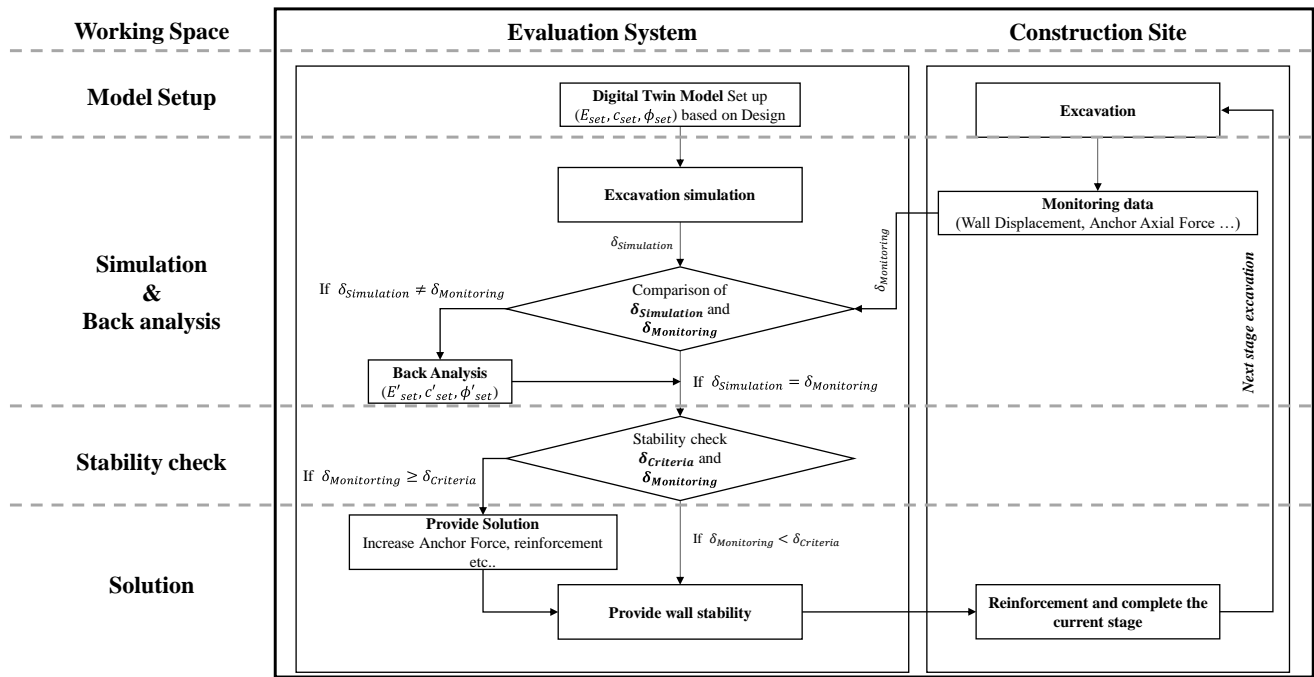 Working Space
Evaluation System
Construction Site
Model Setup
Digital Twin Model Set up
(E_set, c_set, ϕ_set) based on Design
Excavation
Excavation simulation
Monitoring data
(Wall Displacement, Anchor Axial Force …)
δ_Simulation
δ_Monitoring
Simulation
&
Back analysis
If δ_Simulation ≠ δ_Monitoring
Comparison of
δ_Simulation and
δ_Monitoring
Next stage excavation
Back Analysis
(E'_set, c'_set, ϕ'_set)
If δ_Simulation = δ_Monitoring
Stability check
Stability check
δ_Criteria and
δ_Monitoring
If δ_Monitorting ≥ δ_Criteria
Provide Solution
Increase Anchor Force, reinforcement
etc..
If δ_Monitoring < δ_Criteria
Solution
Provide wall stability
Reinforcement and complete the
current stage